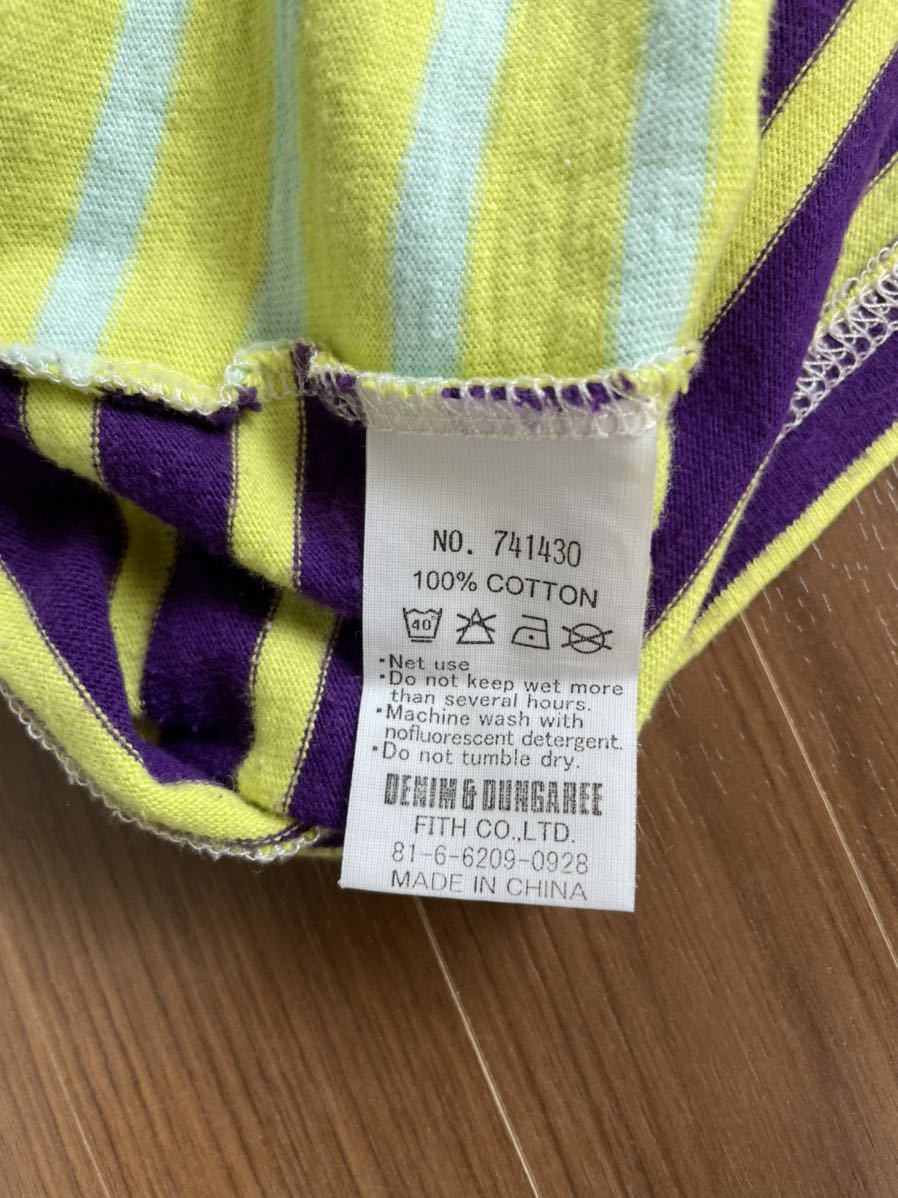 NO. 741430
100% COTTON
40°
·Net use
·Do not keep wet more
than several hours.
·Machine wash with
nofluorescent detergent.
·Do not tumble dry.
DENIM & DUNGAREE
FITH CO.,LTD.
81-6-6209-0928
MADE IN CHINA